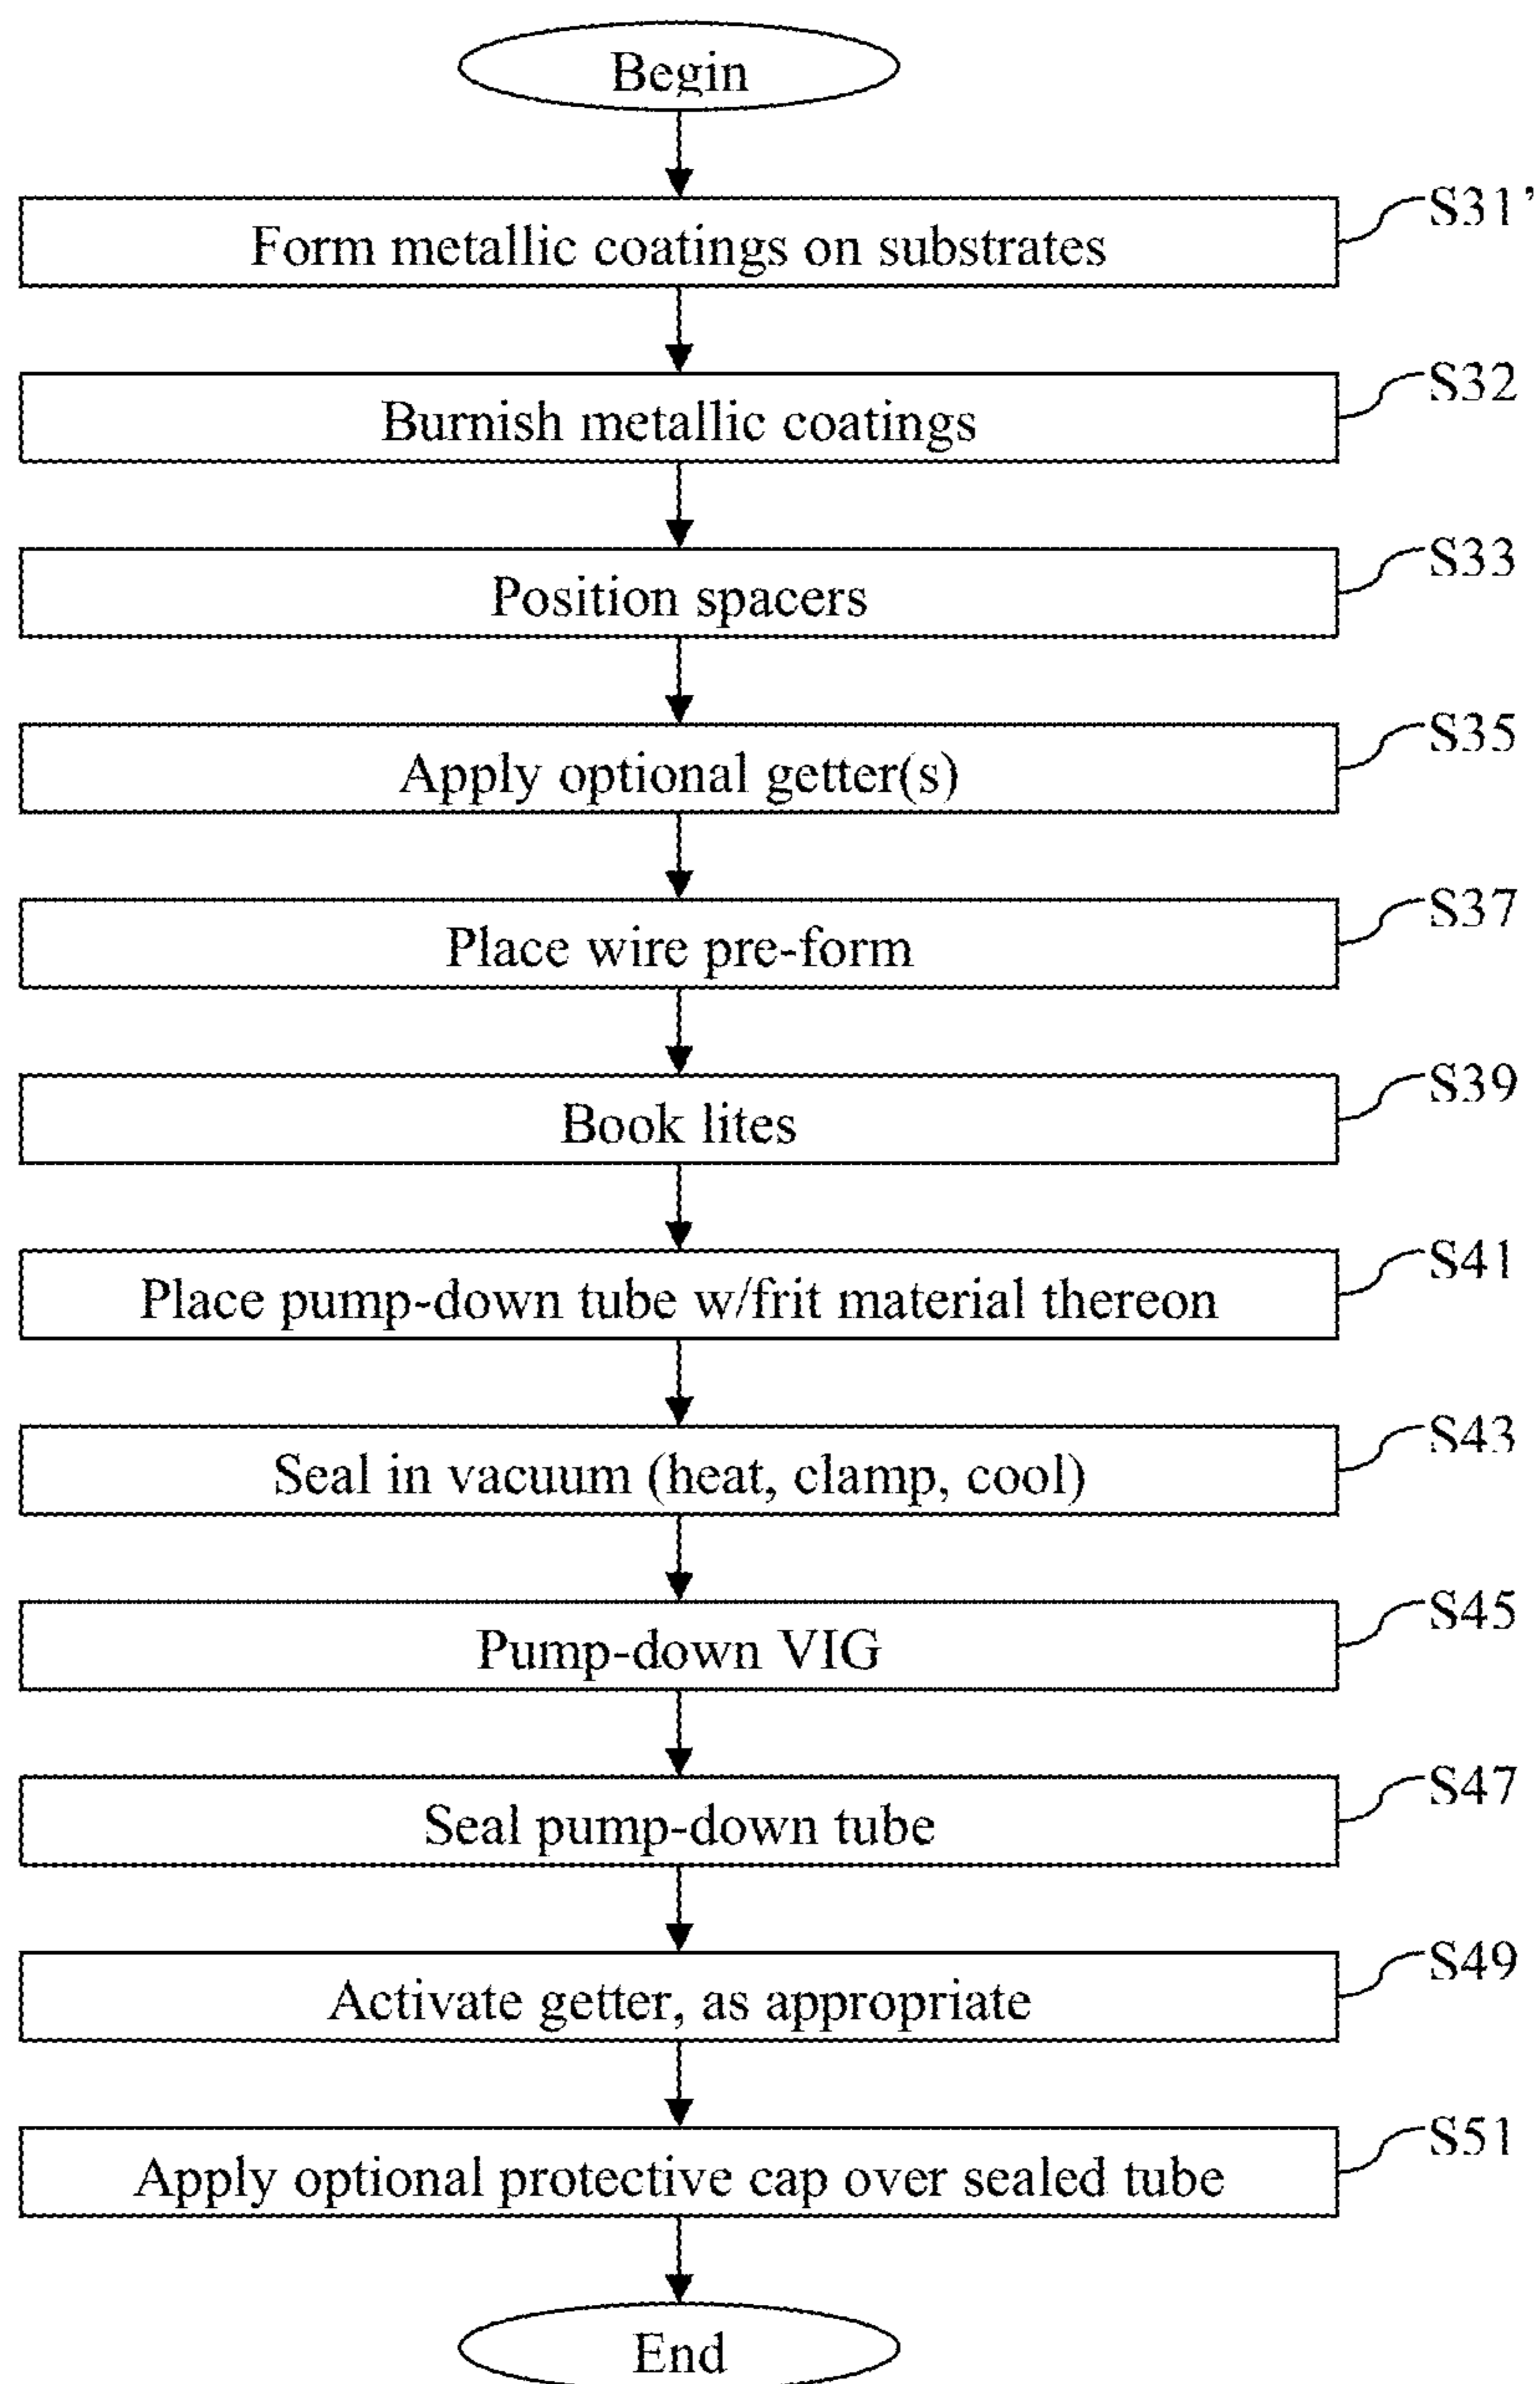 Begin
Form metallic coatings on substrates
S31’
Burnish metallic coatings
S32
Position spacers
S33
Apply optional getter(s)
S35
Place wire pre-form
S37
Book lites
S39
Place pump-down tube w/frit material thereon
S41
Seal in vacuum (heat, clamp, cool)
S43
Pump-down VIG
S45
Seal pump-down tube
S47
Activate getter, as appropriate
S49
Apply optional protective cap over sealed tube
S51
End